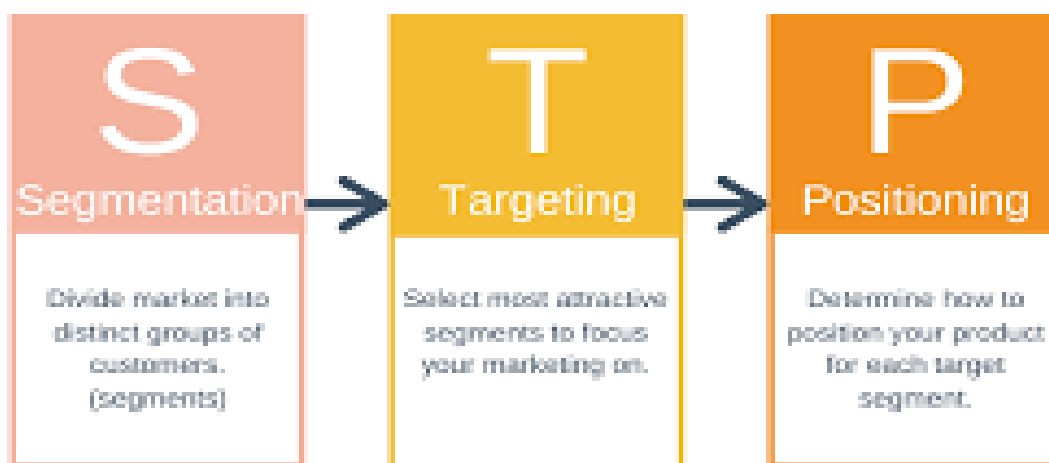 S
Segmentation
Divide market into
distinct groups of
customers.
(segments)
T
Targeting
Select most attractive
segments to focus
your marketing on.
P
Positioning
Determine how to
position your product
for each target
segment.